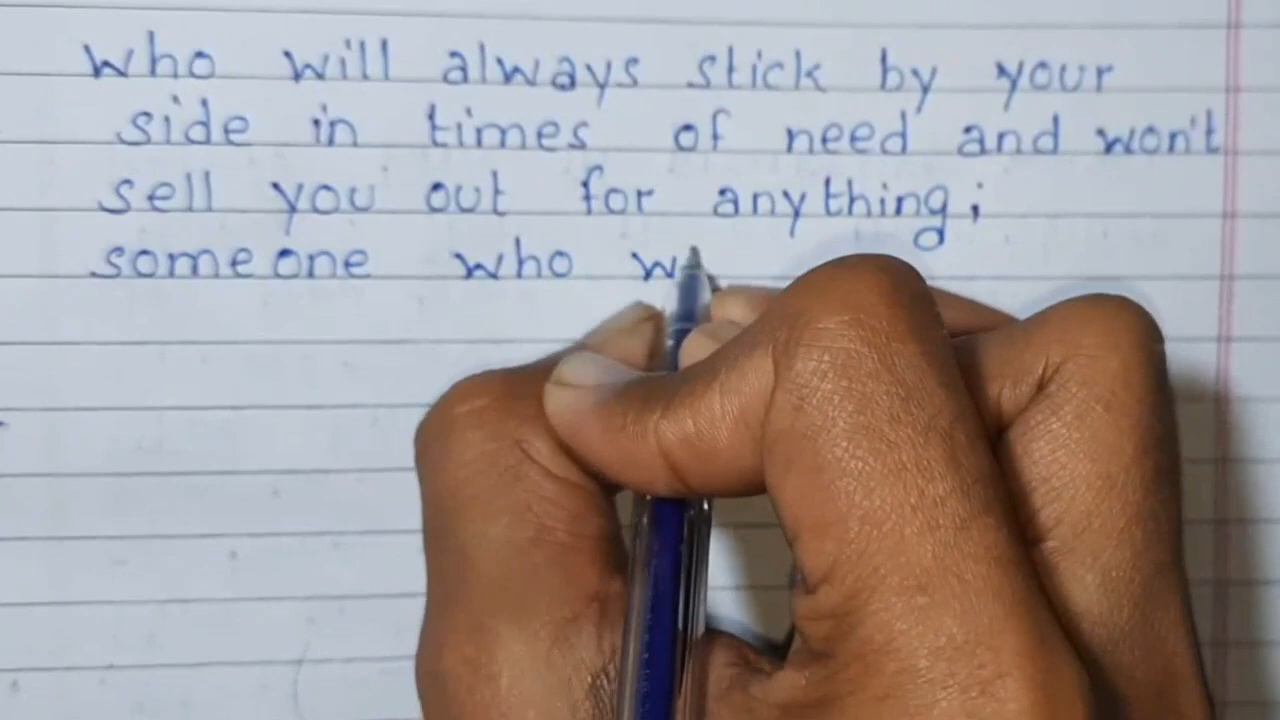 who will always stick by your
side in times of need and won't
sell you out for anything;
someone who w